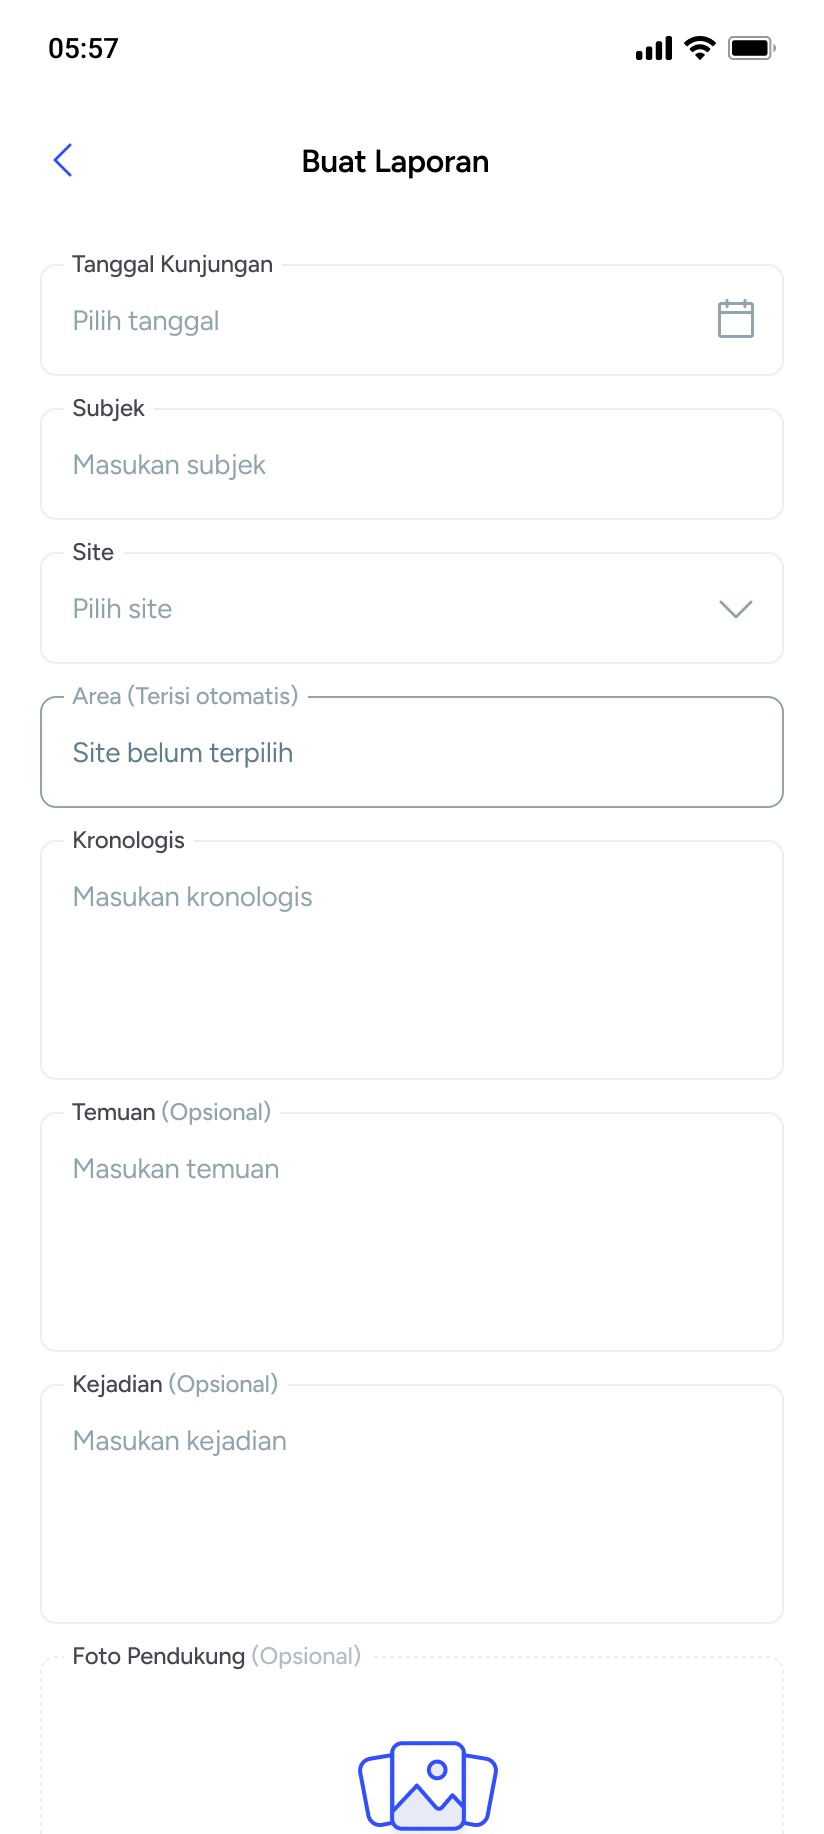 05:57
Buat Laporan
Tanggal Kunjungan
Pilih tanggal
Subjek
Masukan subjek
Site
Pilih site
Area (Terisi otomatis)
Site belum terpilih
Kronologis
Masukan kronologis
Temuan (Opsional)
Masukan temuan
Kejadian (Opsional)
Masukan kejadian
Foto Pendukung (Opsional)